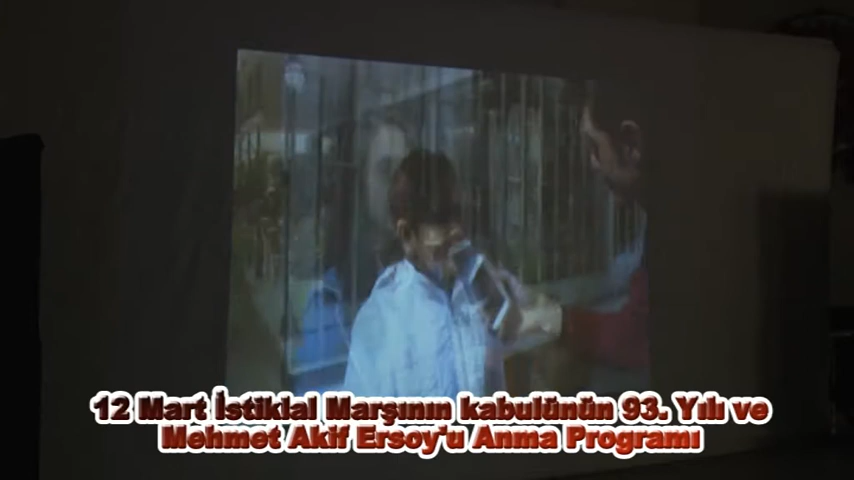 12 Mart İstiklal Marşının kabulünün 93. Yılı ve
Mehmet Akif Ersoy'u Anma Programı